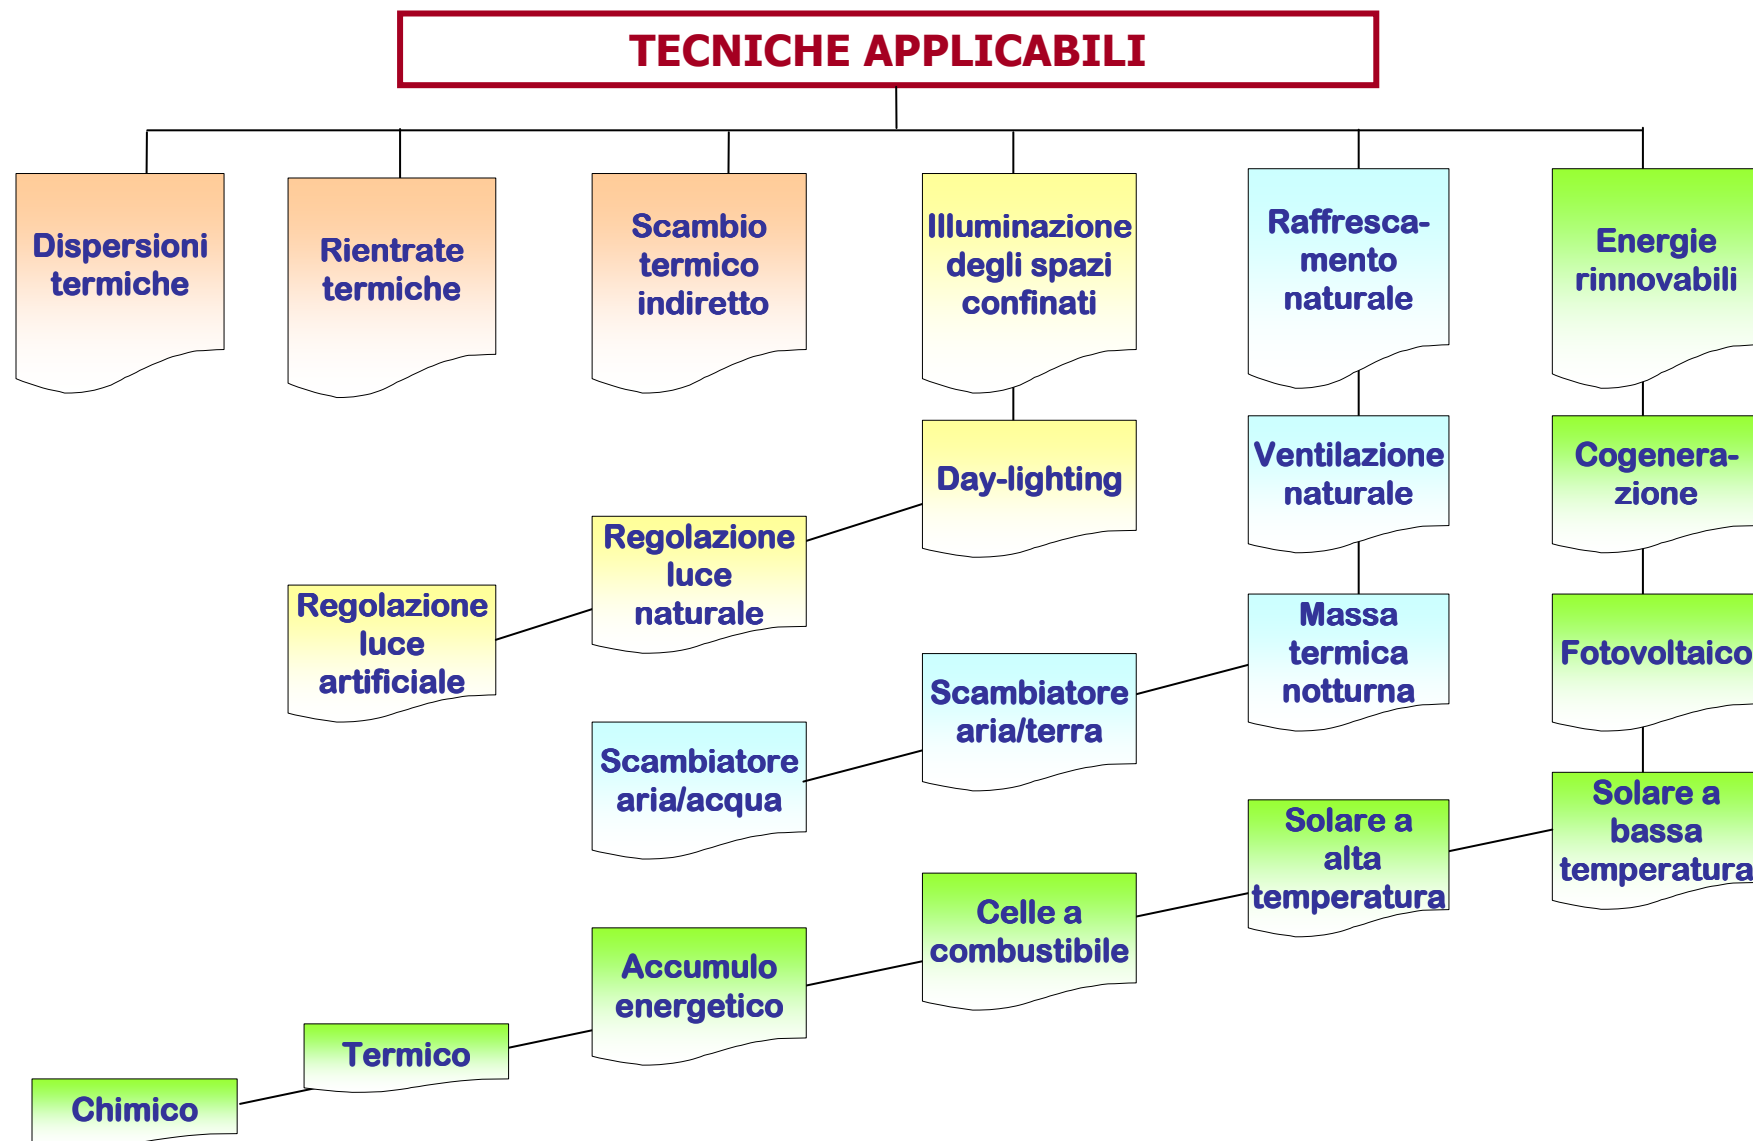 TECNICHE APPLICABILI
Dispersioni
termiche
Rientrate
termiche
Scambio
termico
indiretto
Illuminazione
degli spazi
confinati
Raffresca-
mento
naturale
Energie
rinnovabili
Day-lighting
Ventilazione
naturale
Cogenera-
zione
Regolazione
luce
naturale
Regolazione
luce
artificiale
Massa
termica
notturna
Fotovoltaico
Scambiatore
aria/terra
Scambiatore
aria/acqua
Solare a
bassa
temperatura
Solare a
alta
temperatura
Celle a
combustibile
Accumulo
energetico
Termico
Chimico